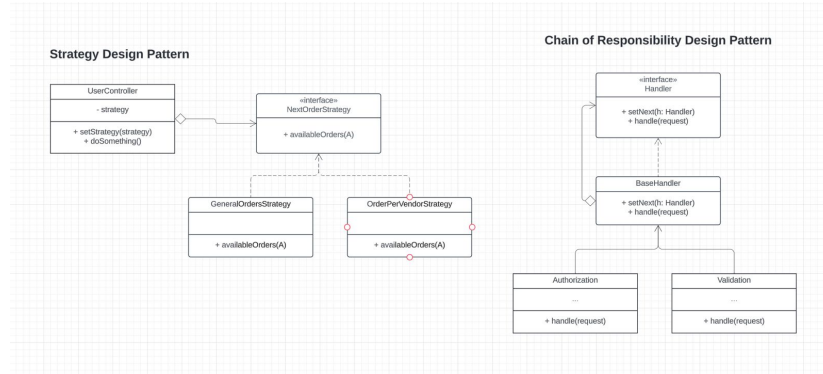 Strategy Design Pattern
UserController
- strategy
+ setStrategy(strategy)
+ doSomething()
«interface»
NextOrderStrategy
+ availableOrders(A)
GeneralOrdersStrategy
+ availableOrders(A)
OrderPerVendorStrategy
+ availableOrders(A)
Chain of Responsibility Design Pattern
«interface»
Handler
+ setNext(h: Handler)
+ handle(request)
BaseHandler
+ setNext(h: Handler)
+ handle(request)
Authorization
...
+ handle(request)
Validation
...
+ handle(request)